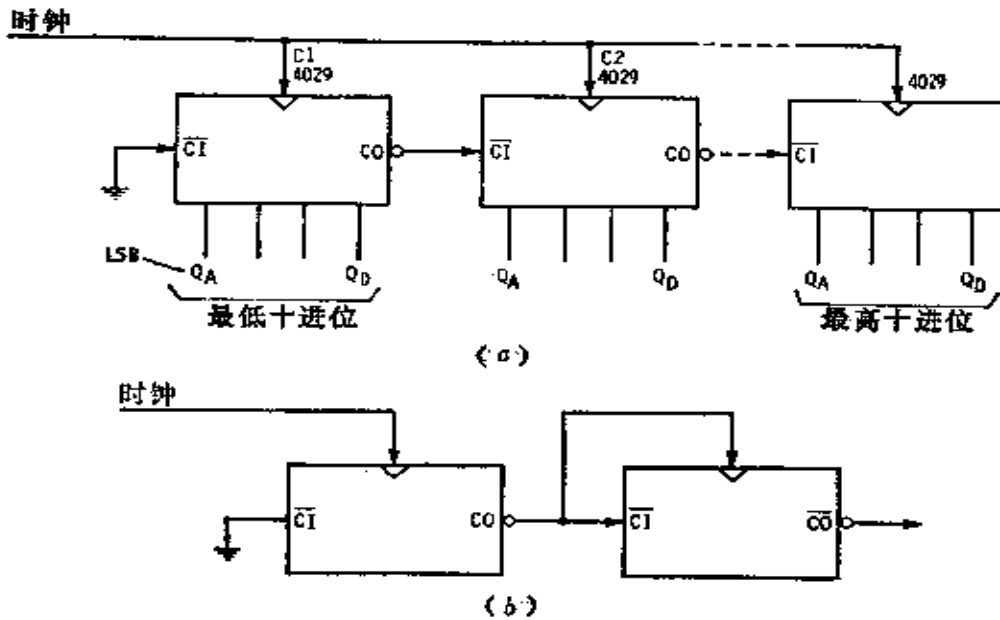 时钟
C1 C2
4029 4029 4029
CI CO CI CO CI
LSB QA QD QA QD QA QD
最低十进位 最高十进位
(a)
时钟
CI CO CI CO
(b)